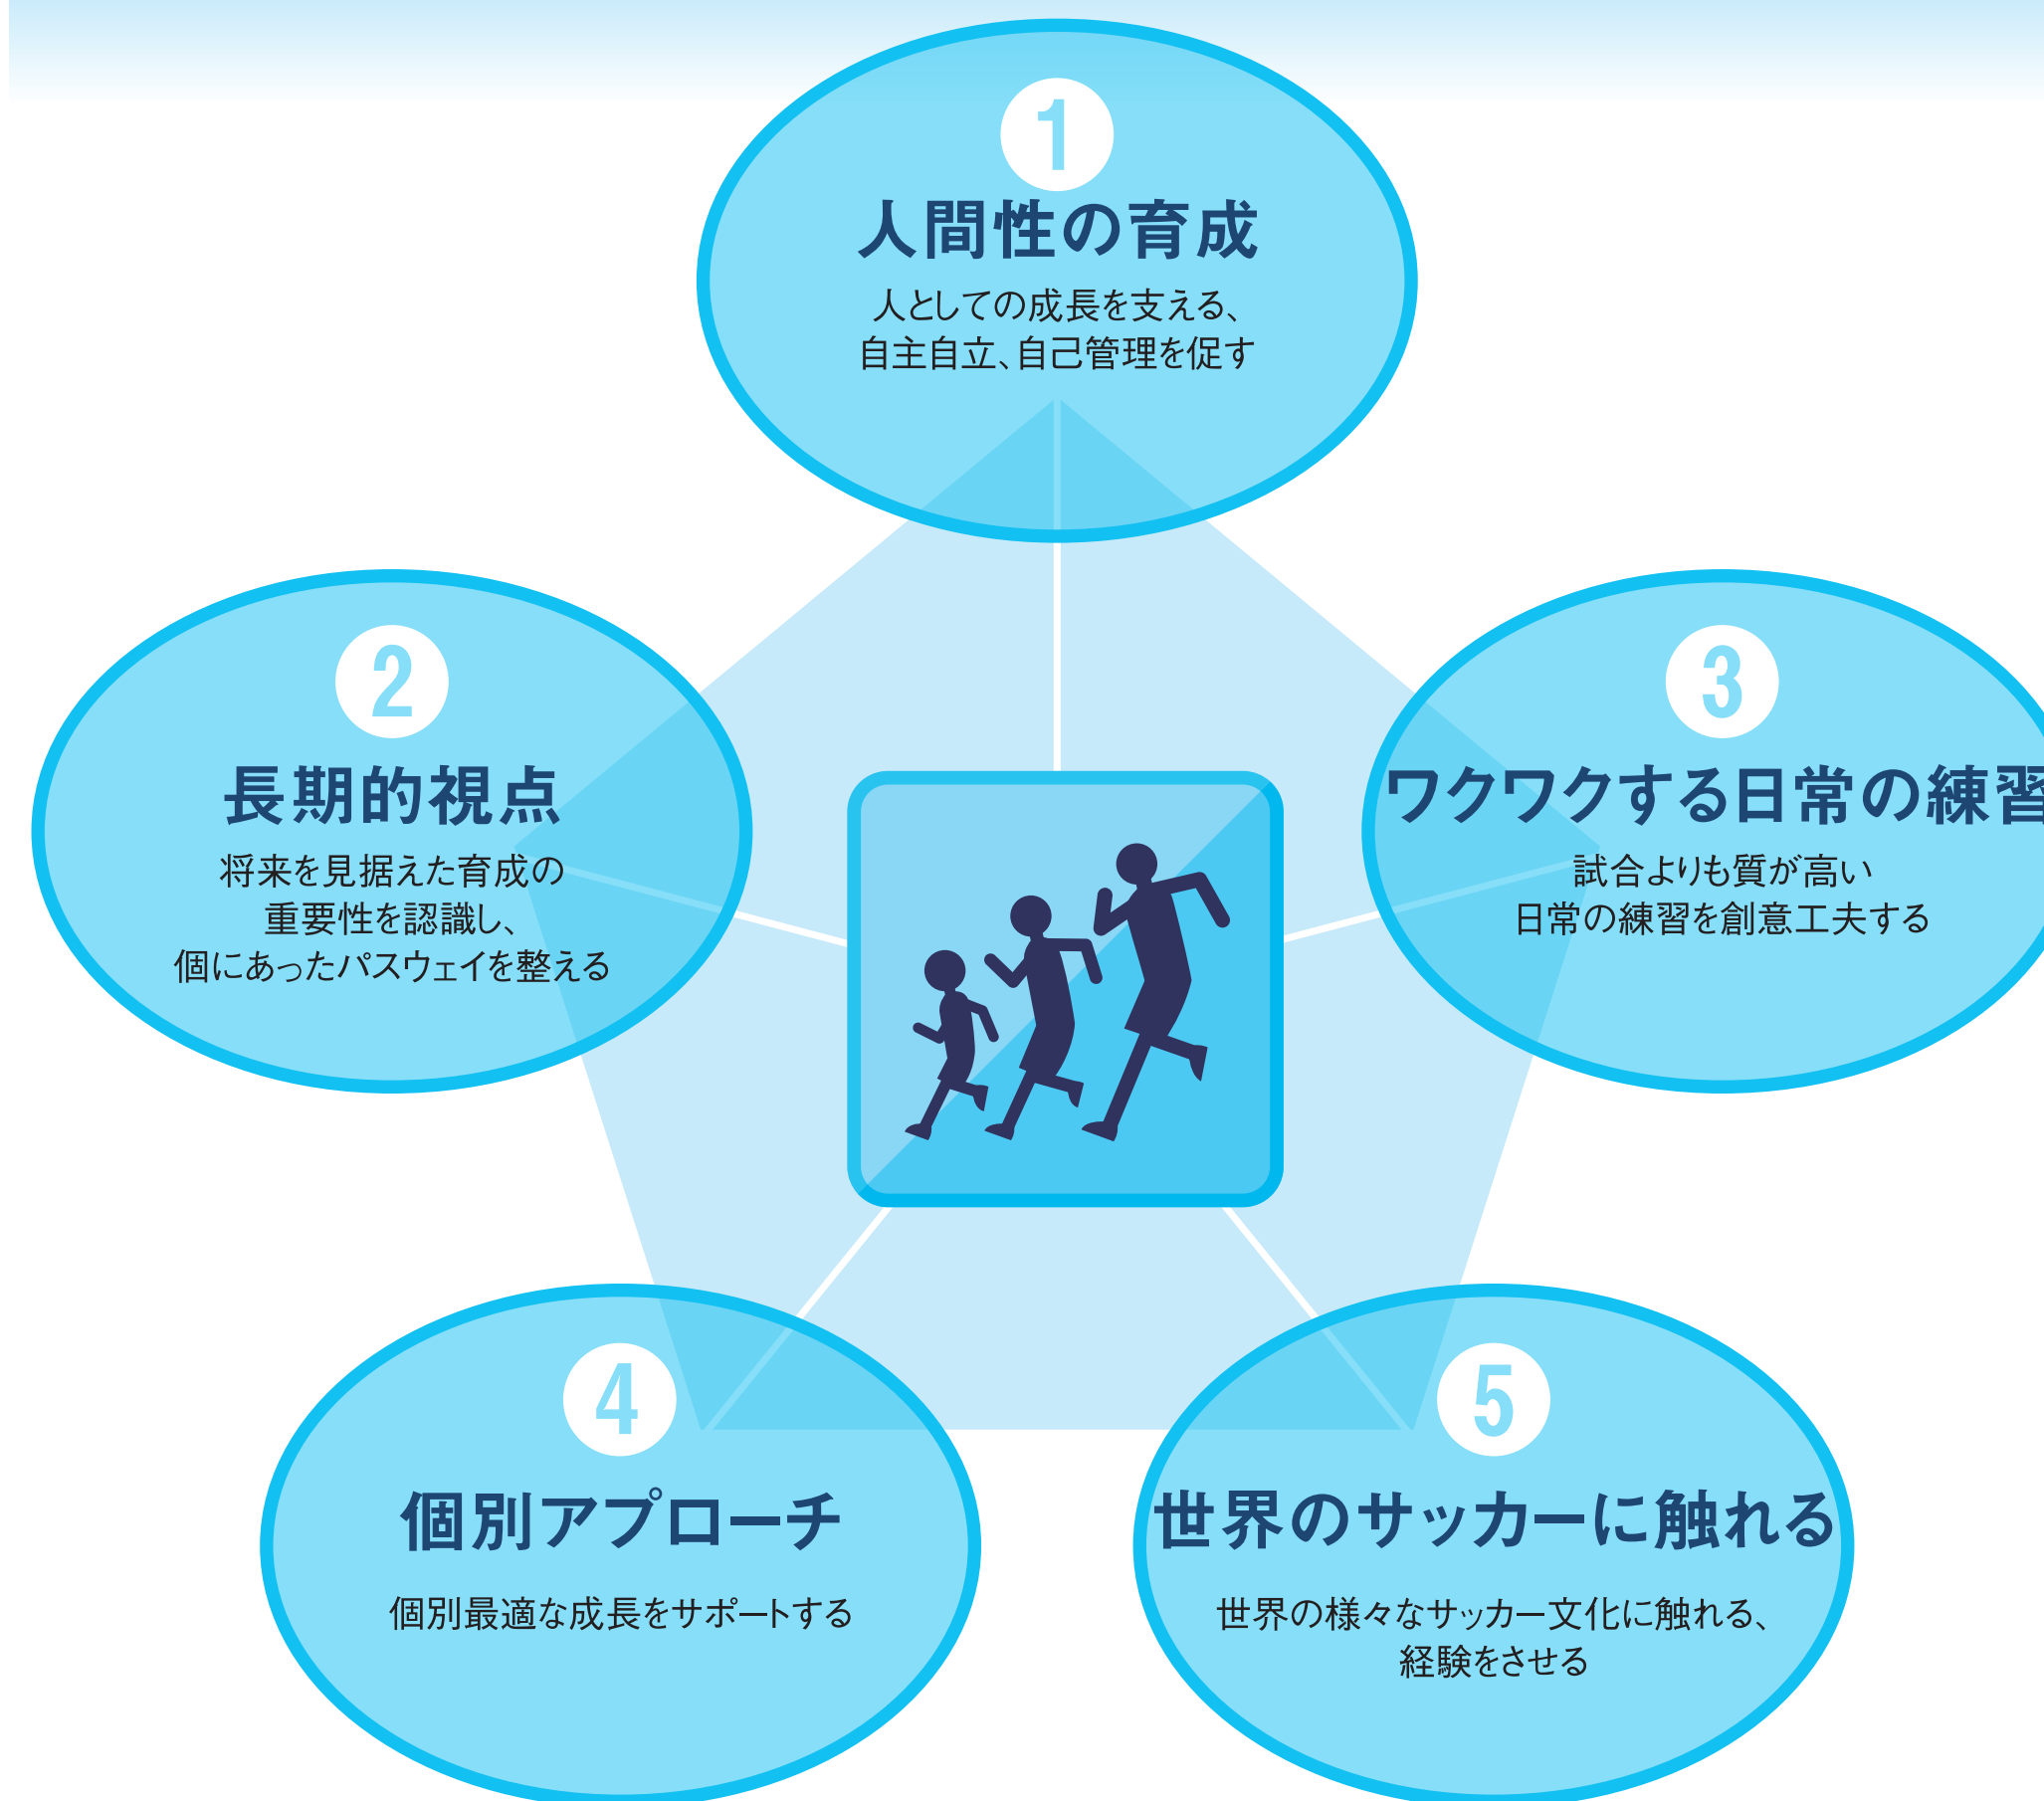 1
人間性の育成
人としての成長を支える、
自主自立、自己管理を促す
2
長期的視点
将来を見据えた育成の
重要性を認識し、
個にあったパスウェイを整える
3
ワクワクする日常の練習
試合よりも質が高い
日常の練習を創意工夫する
4
個別アプローチ
個別最適な成長をサポートする
5
世界のサッカーに触れる
世界の様々なサッカー文化に触れる、
経験をさせる